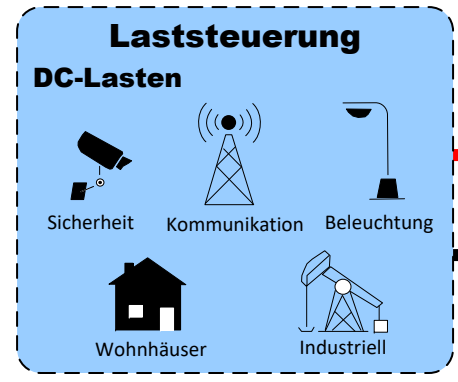 Laststeuerung
DC-Lasten
Sicherheit
Kommunikation
Beleuchtung
Wohnhäuser
Industriell